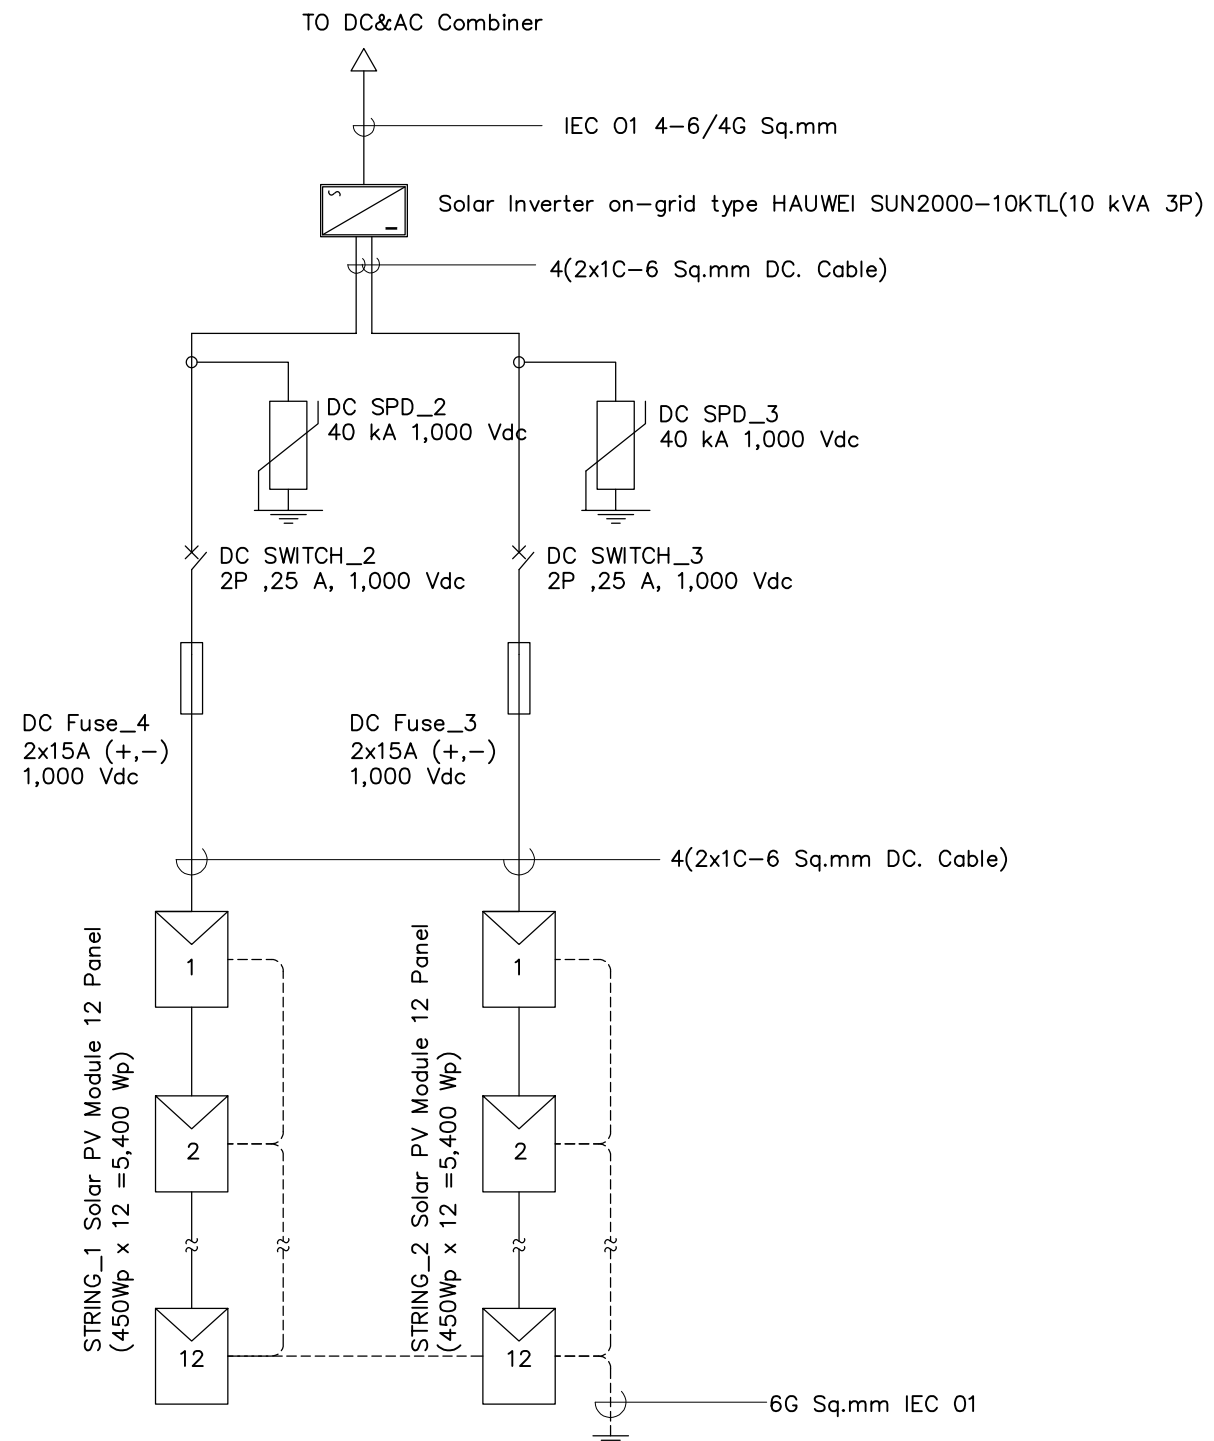 TO DC&AC Combiner
IEC 01 4-6/4G Sq.mm
Solar Inverter on-grid type HAUWEI SUN2000-10KTL(10 kVA 3P)
4(2x1C-6 Sq.mm DC. Cable)
DC SPD_2
40 kA 1,000 Vdc
DC SPD_3
40 kA 1,000 Vdc
DC SWITCH_2
2P ,25 A, 1,000 Vdc
DC SWITCH_3
2P ,25 A, 1,000 Vdc
DC Fuse_4
2x15A (+,-)
1,000 Vdc
DC Fuse_3
2x15A (+,-)
1,000 Vdc
4(2x1C-6 Sq.mm DC. Cable)
STRING_1 Solar PV Module 12 Panel
(450Wp x 12 =5,400 Wp)
1
2
12
STRING_2 Solar PV Module 12 Panel
(450Wp x 12 =5,400 Wp)
1
2
12
6G Sq.mm IEC 01